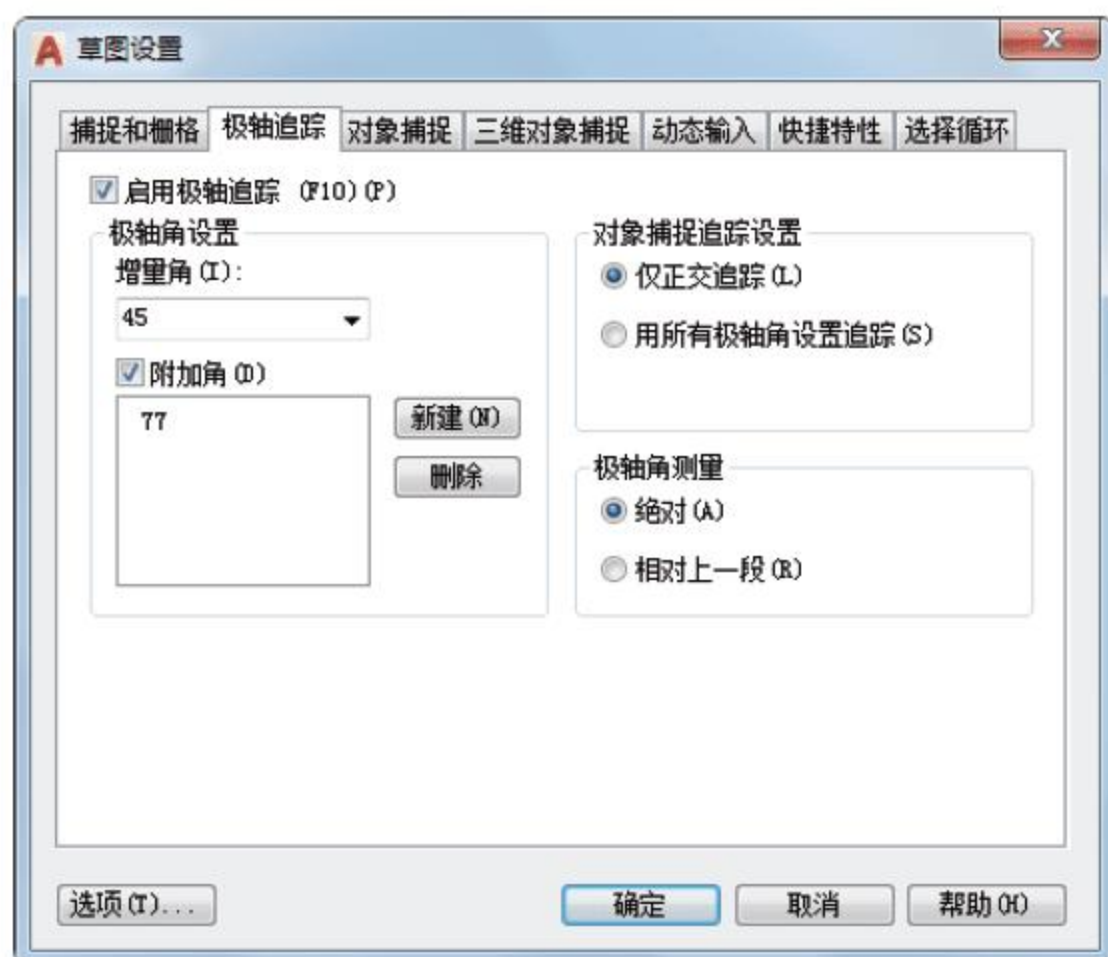 草图设置
捕捉和栅格 极轴追踪 对象捕捉 三维对象捕捉 动态输入 快捷特性 选择循环
启用极轴追踪 (F10)(P)
极轴角设置
增量角(I):
45
附加角(D)
77
新建(N)
删除
对象捕捉追踪设置
仅正交追踪(L)
用所有极轴角设置追踪(S)
极轴角测量
绝对(A)
相对上一段(R)
选项(T)...
确定
取消
帮助(H)